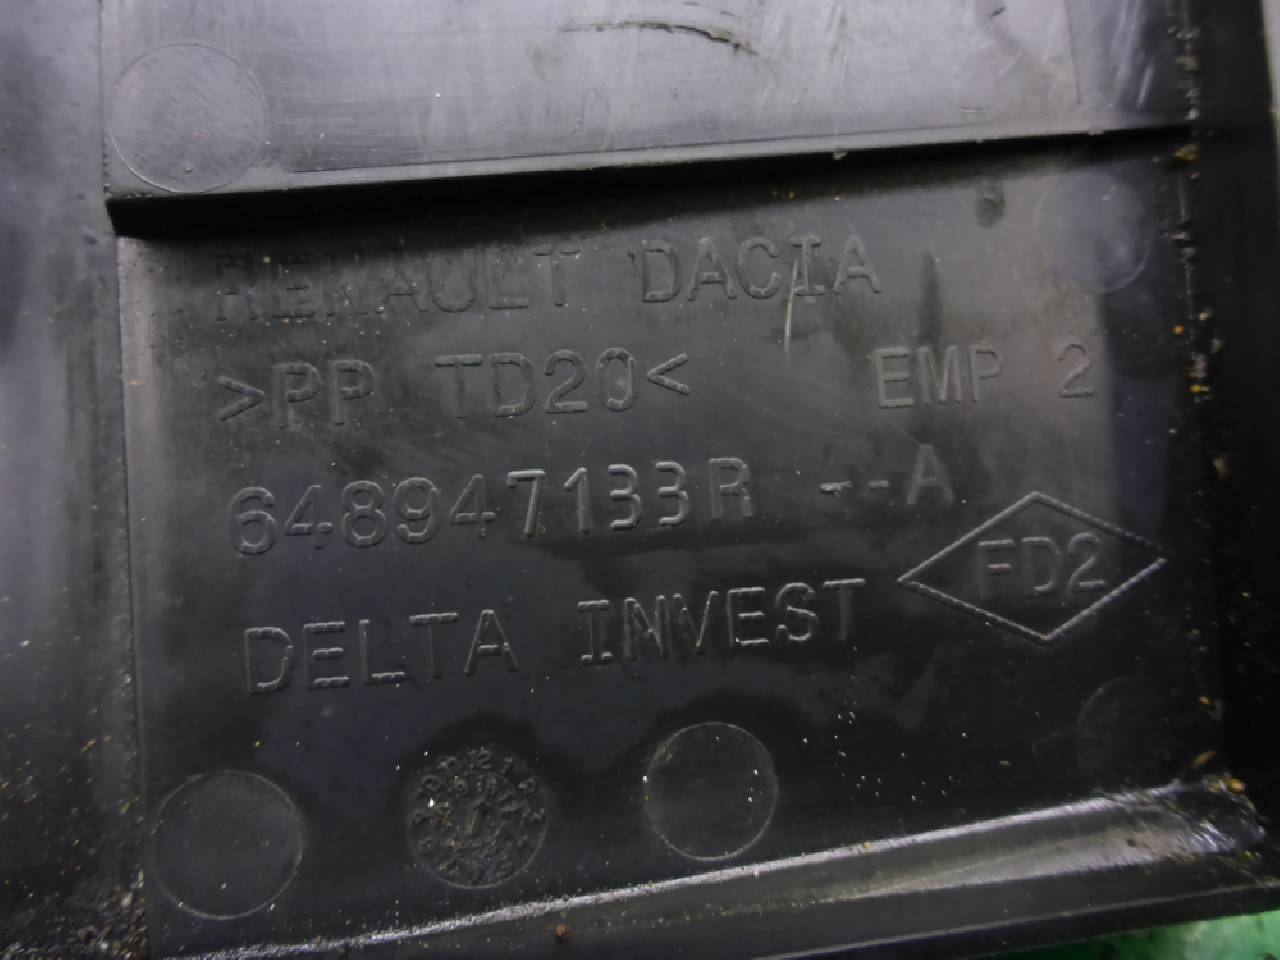 RENAULT DACIA
>PP TD20< EMP 2
648947133R --A
FD2
DELTA INVEST